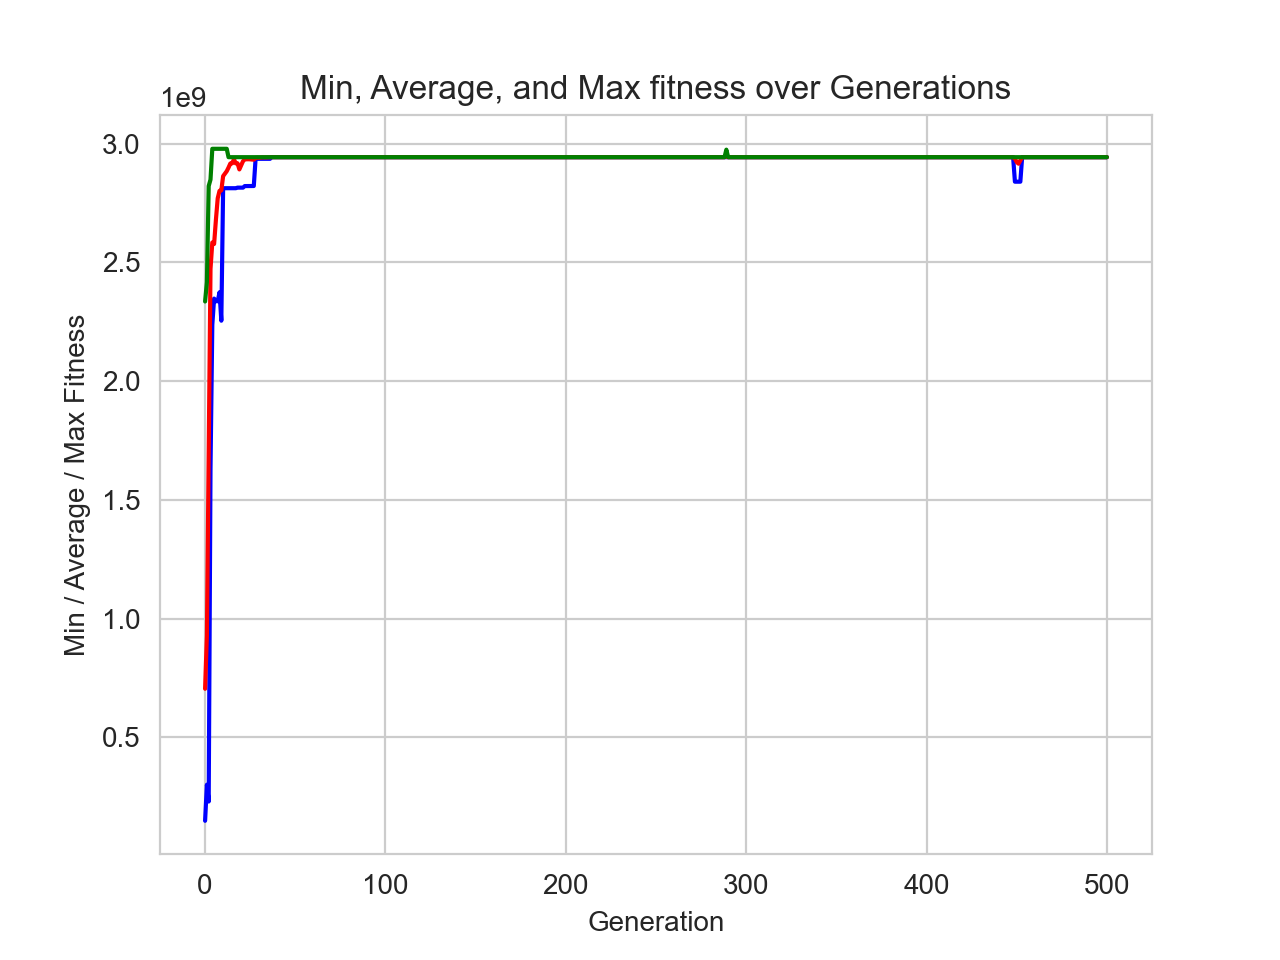 Min, Average, and Max fitness over Generations
1e9
3.0
2.5
2.0
1.5
1.0
0.5
Min / Average / Max Fitness
0 100 200 300 400 500
Generation